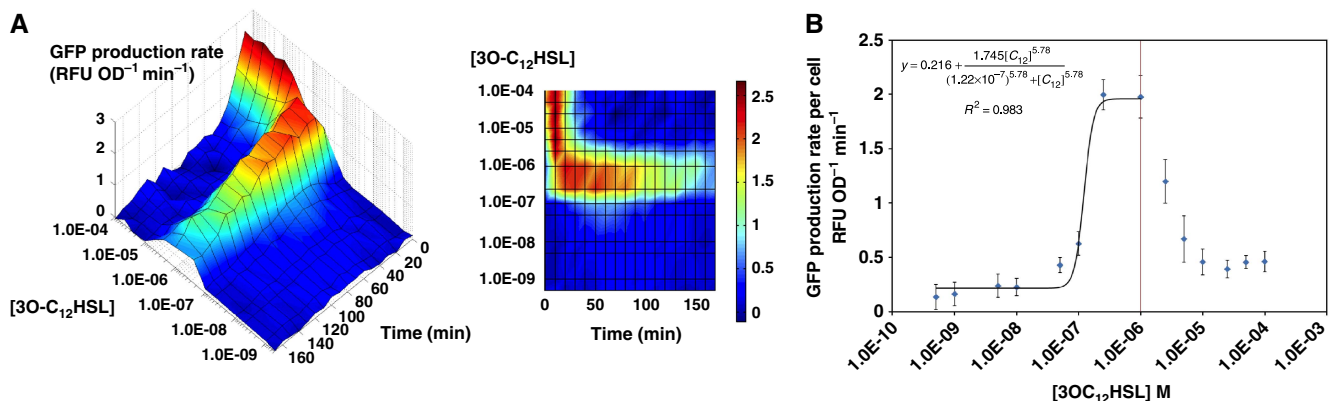 A
GFP production rate
(RFU OD⁻¹ min⁻¹)
3
2
1
0
1.0E-04
1.0E-05
1.0E-06
1.0E-07
1.0E-08
1.0E-09
[3O-C₁₂HSL]
0
20
40
60
80
100
120
140
160
Time (min)
[3O-C₁₂HSL]
1.0E-04
1.0E-05
1.0E-06
1.0E-07
1.0E-08
1.0E-09
0 50 100 150
Time (min)
2.5
2
1.5
1
0.5
0
B
GFP production rate per cell
RFU OD⁻¹ min⁻¹
2.5
2
1.5
1
0.5
0
y = 0.216 + 1.745[C₁₂]^5.78 / (1.22×10⁻⁷)^5.78 + [C₁₂]^5.78
R² = 0.983
1.0E-10 1.0E-09 1.0E-08 1.0E-07 1.0E-06 1.0E-05 1.0E-04 1.0E-03
[3OC₁₂HSL] M